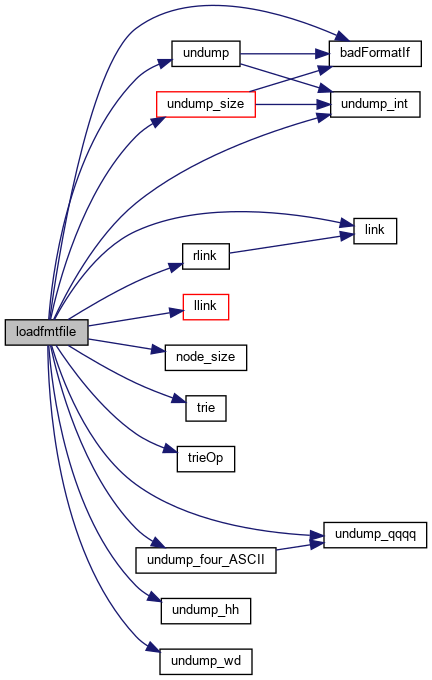 undump
badFormatIf
undump_size
undump_int
link
rlink
llink
loadfmtfile
node_size
trie
trieOp
undump_qqqq
undump_four_ASCII
undump_hh
undump_wd